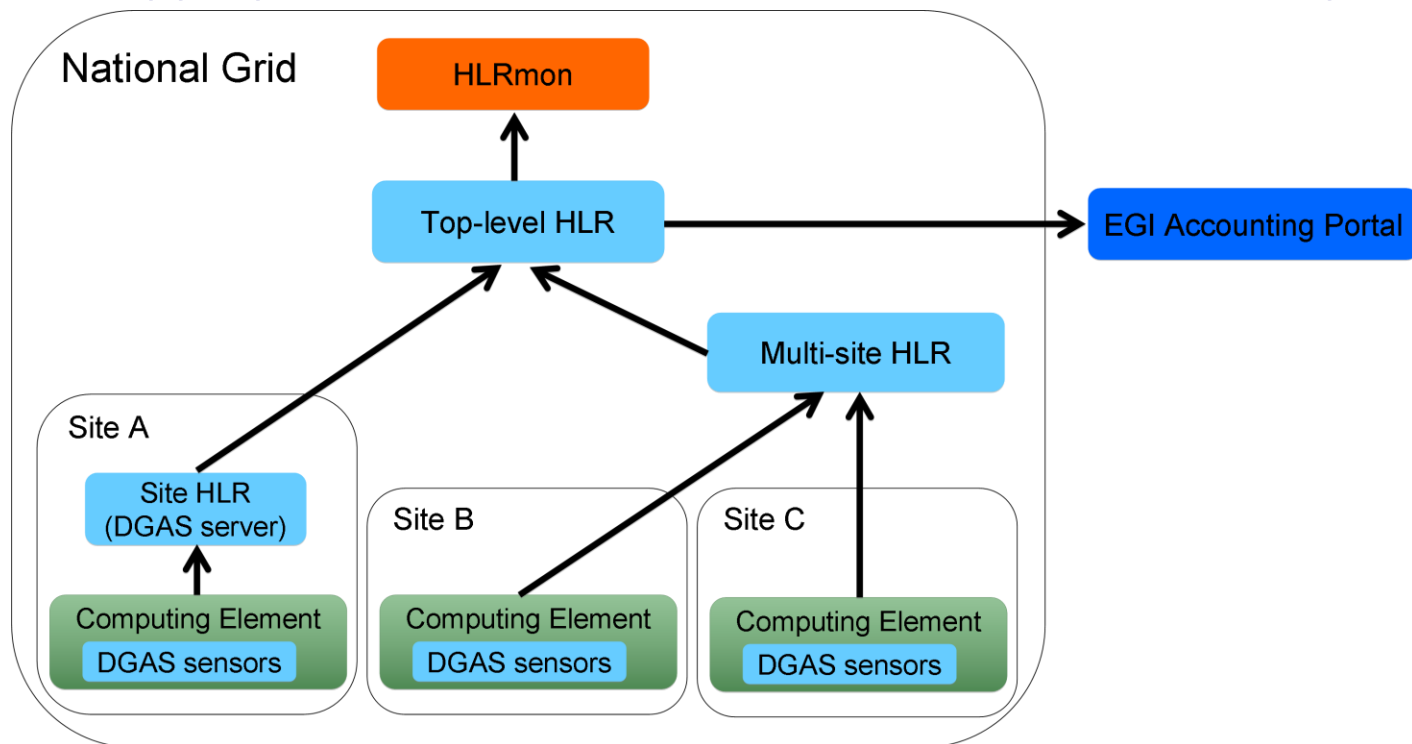 National Grid
HLRmon
Top-level HLR
EGI Accounting Portal
Multi-site HLR
Site A
Site HLR
(DGAS server)
Computing Element
DGAS sensors
Site B
Computing Element
DGAS sensors
Site C
Computing Element
DGAS sensors